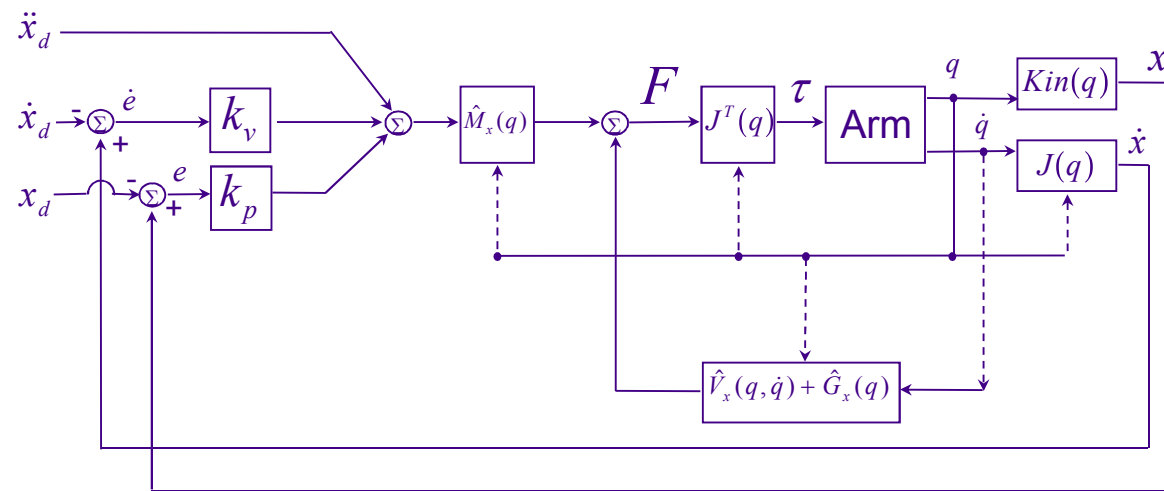 ẍ_d
ẋ_d - Σ + ė k_v Σ M̂_x(q) Σ F J^T(q) τ Arm q q̇ Kin(q) x
x_d - Σ + e k_p J(q) ẋ
V̂_x(q, q̇) + Ĝ_x(q)